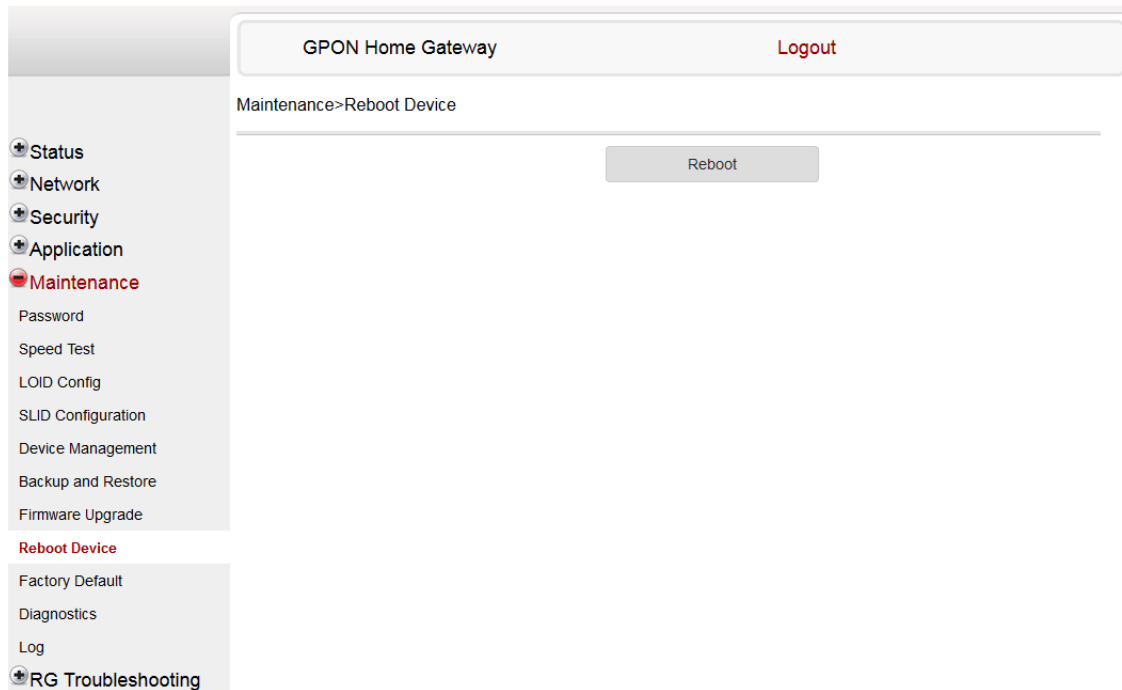 GPON Home Gateway Logout
Maintenance>Reboot Device
Status
Network
Security
Application
Maintenance
Password
Speed Test
LOID Config
SLID Configuration
Device Management
Backup and Restore
Firmware Upgrade
Reboot Device
Factory Default
Diagnostics
Log
RG Troubleshooting
Reboot